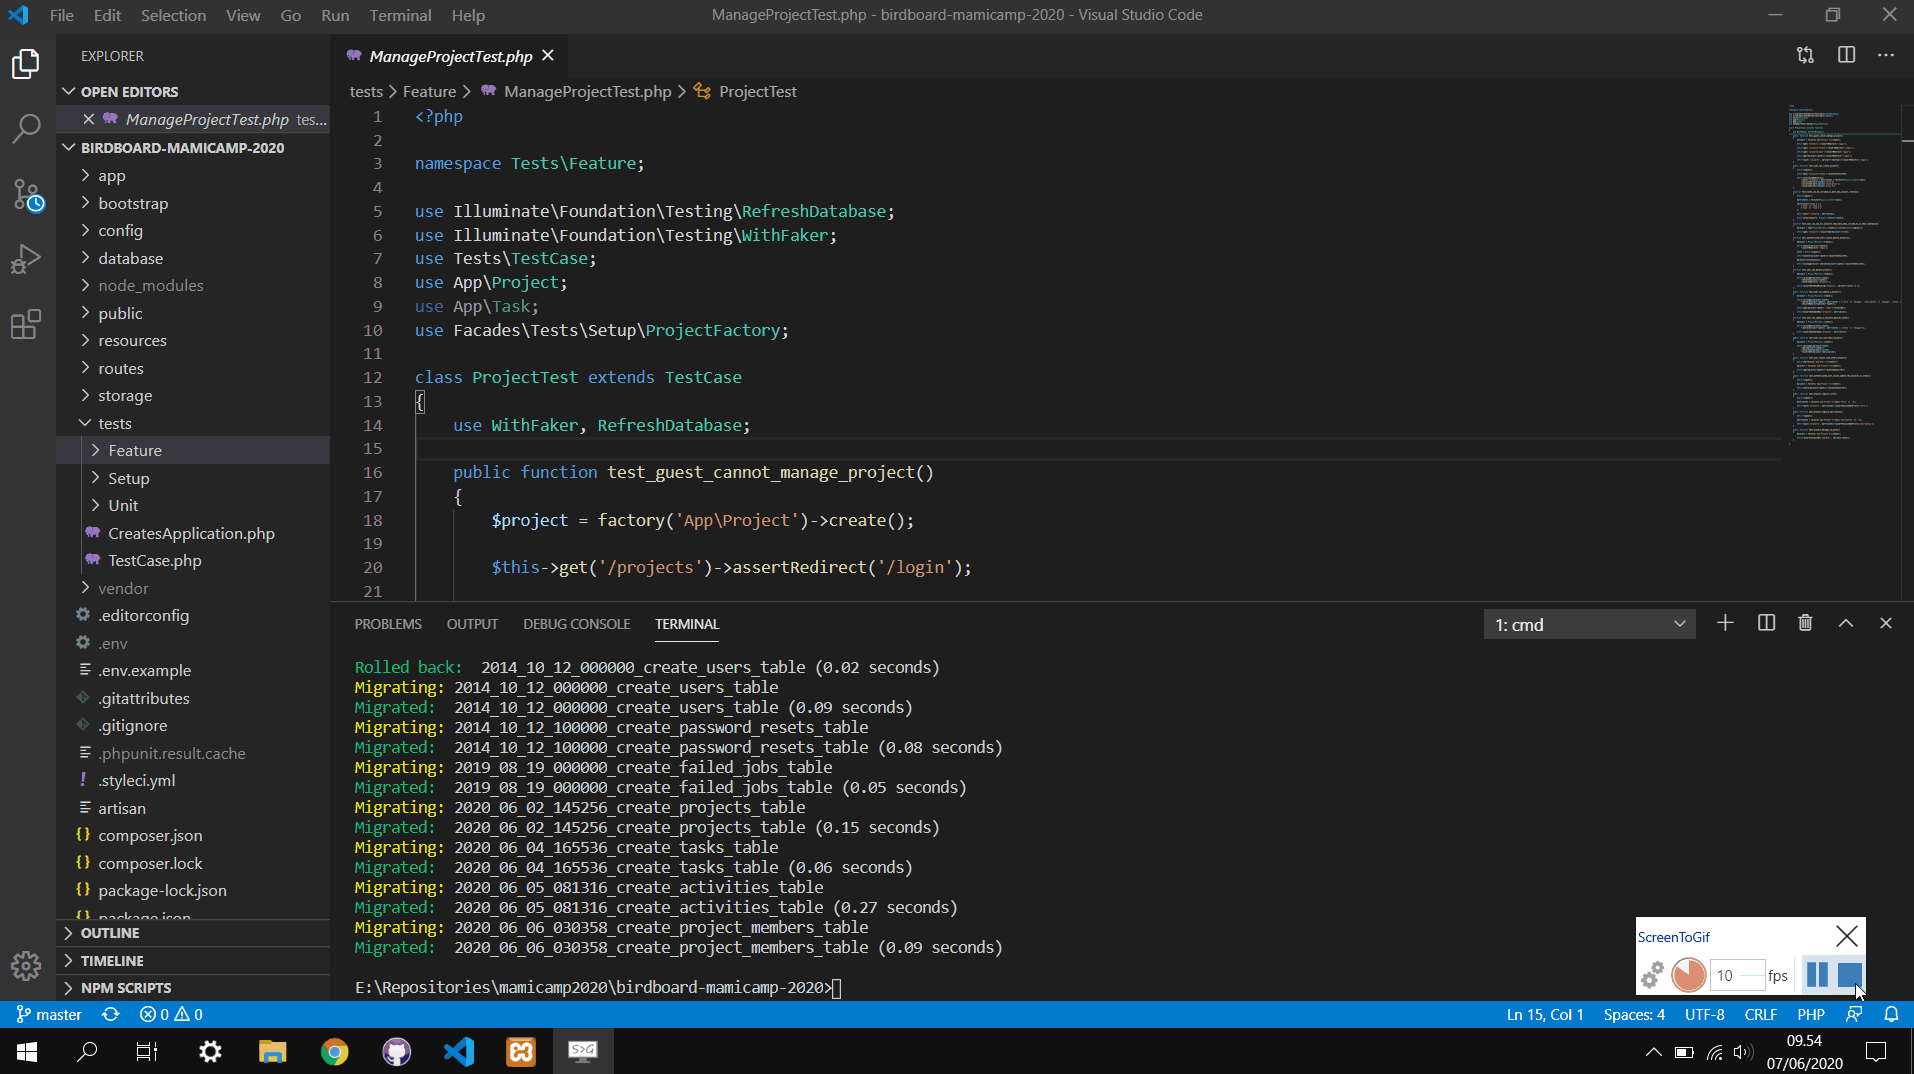 File Edit Selection View Go Run Terminal Help
ManageProjectTest.php - birdboard-mamicamp-2020 - Visual Studio Code
EXPLORER
OPEN EDITORS
ManageProjectTest.php tes...
BIRDBOARD-MAMICAMP-2020
app
bootstrap
config
database
node_modules
public
resources
routes
storage
tests
Feature
Setup
Unit
CreatesApplication.php
TestCase.php
vendor
.editorconfig
.env
.env.example
.gitattributes
.gitignore
.phpunit.result.cache
.styleci.yml
artisan
composer.json
composer.lock
package-lock.json
package.json
OUTLINE
TIMELINE
NPM SCRIPTS
ManageProjectTest.php
tests > Feature > ManageProjectTest.php > ProjectTest
1 <?php
2
3 namespace Tests\Feature;
4
5 use Illuminate\Foundation\Testing\RefreshDatabase;
6 use Illuminate\Foundation\Testing\WithFaker;
7 use Tests\TestCase;
8 use App\Project;
9 use App\Task;
10 use Facades\Tests\Setup\ProjectFactory;
11
12 class ProjectTest extends TestCase
13 {
14 use WithFaker, RefreshDatabase;
15
16 public function test_guest_cannot_manage_project()
17 {
18 $project = factory('App\Project')->create();
19
20 $this->get('/projects')->assertRedirect('/login');
21
PROBLEMS OUTPUT DEBUG CONSOLE TERMINAL
1: cmd
Rolled back: 2014_10_12_000000_create_users_table (0.02 seconds)
Migrating: 2014_10_12_000000_create_users_table
Migrated: 2014_10_12_000000_create_users_table (0.09 seconds)
Migrating: 2014_10_12_100000_create_password_resets_table
Migrated: 2014_10_12_100000_create_password_resets_table (0.08 seconds)
Migrating: 2019_08_19_000000_create_failed_jobs_table
Migrated: 2019_08_19_000000_create_failed_jobs_table (0.05 seconds)
Migrating: 2020_06_02_145256_create_projects_table
Migrated: 2020_06_02_145256_create_projects_table (0.15 seconds)
Migrating: 2020_06_04_165536_create_tasks_table
Migrated: 2020_06_04_165536_create_tasks_table (0.06 seconds)
Migrating: 2020_06_05_081316_create_activities_table
Migrated: 2020_06_05_081316_create_activities_table (0.27 seconds)
Migrating: 2020_06_06_030358_create_project_members_table
Migrated: 2020_06_06_030358_create_project_members_table (0.09 seconds)
E:\Repositories\mamicamp2020\birdboard-mamicamp-2020>
ScreenToGif
10 fps
master 0 0
Ln 15, Col 1 Spaces: 4 UTF-8 CRLF PHP
S>G
09.54
07/06/2020